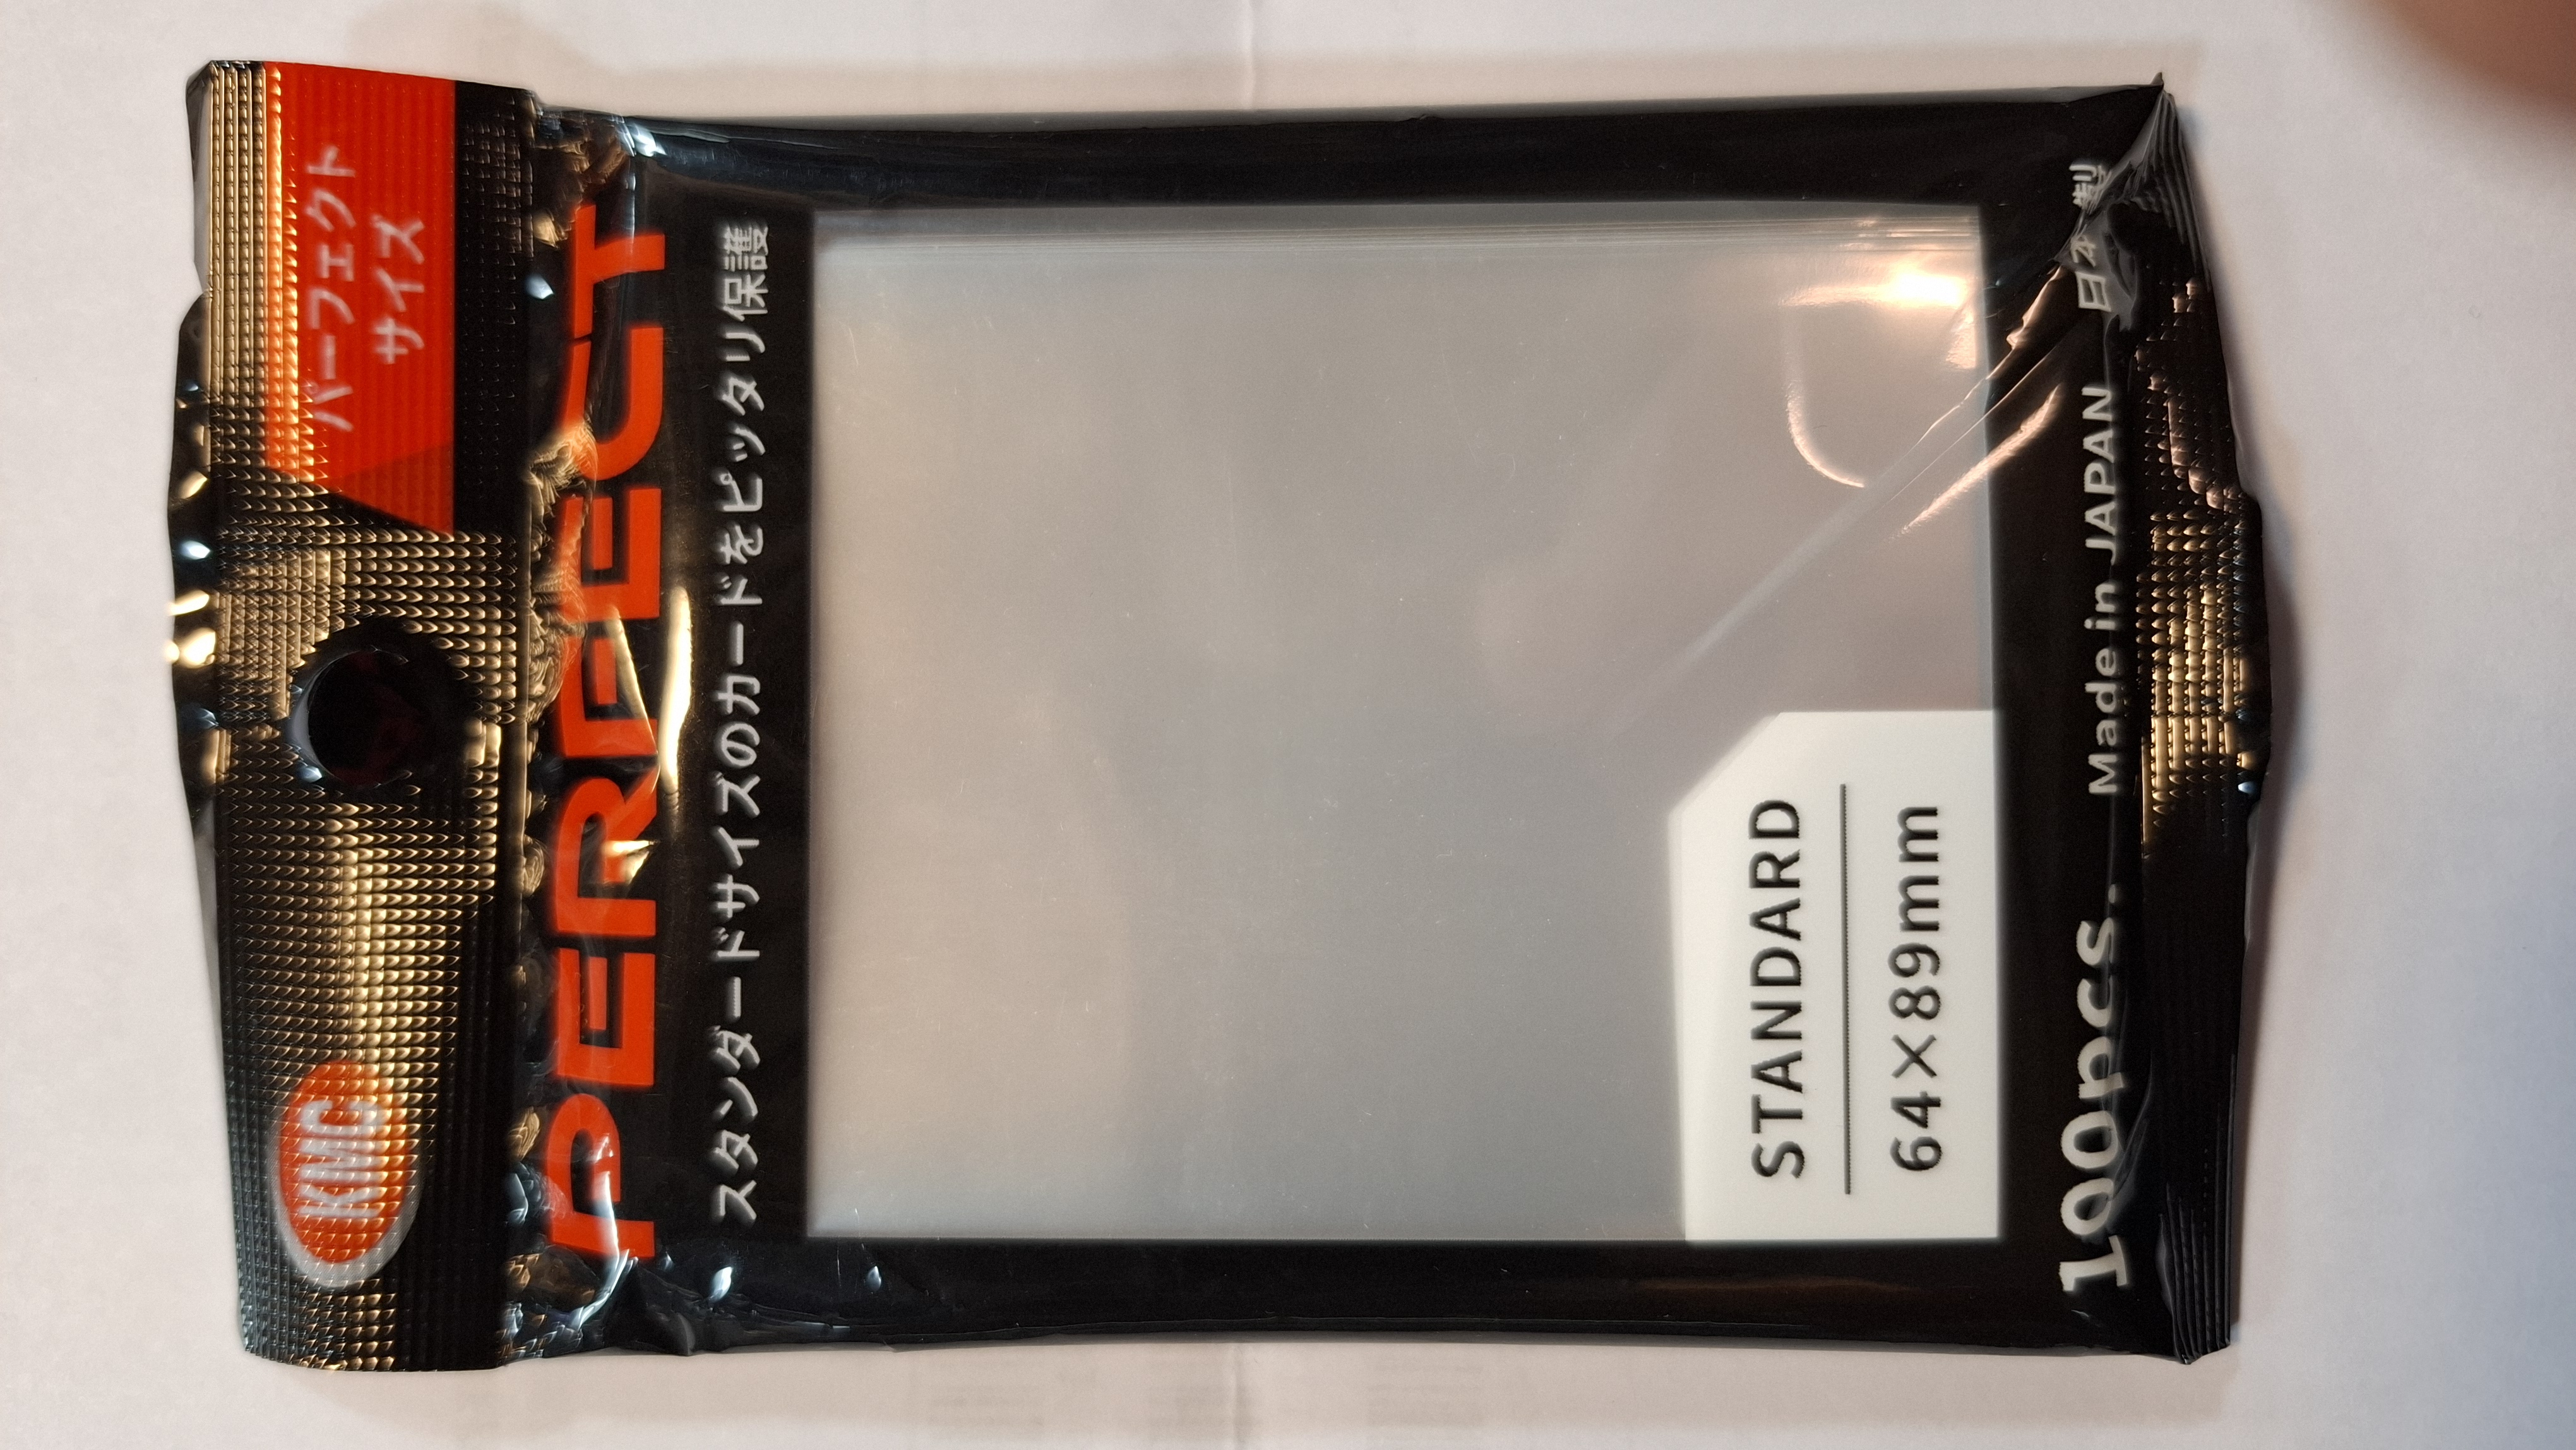 KMC
パーフェクト
サイズ
PERFECT
スタンダードサイズのカードをピッタリ保護
STANDARD
64×89mm
100pcs. Made in JAPAN 日本製